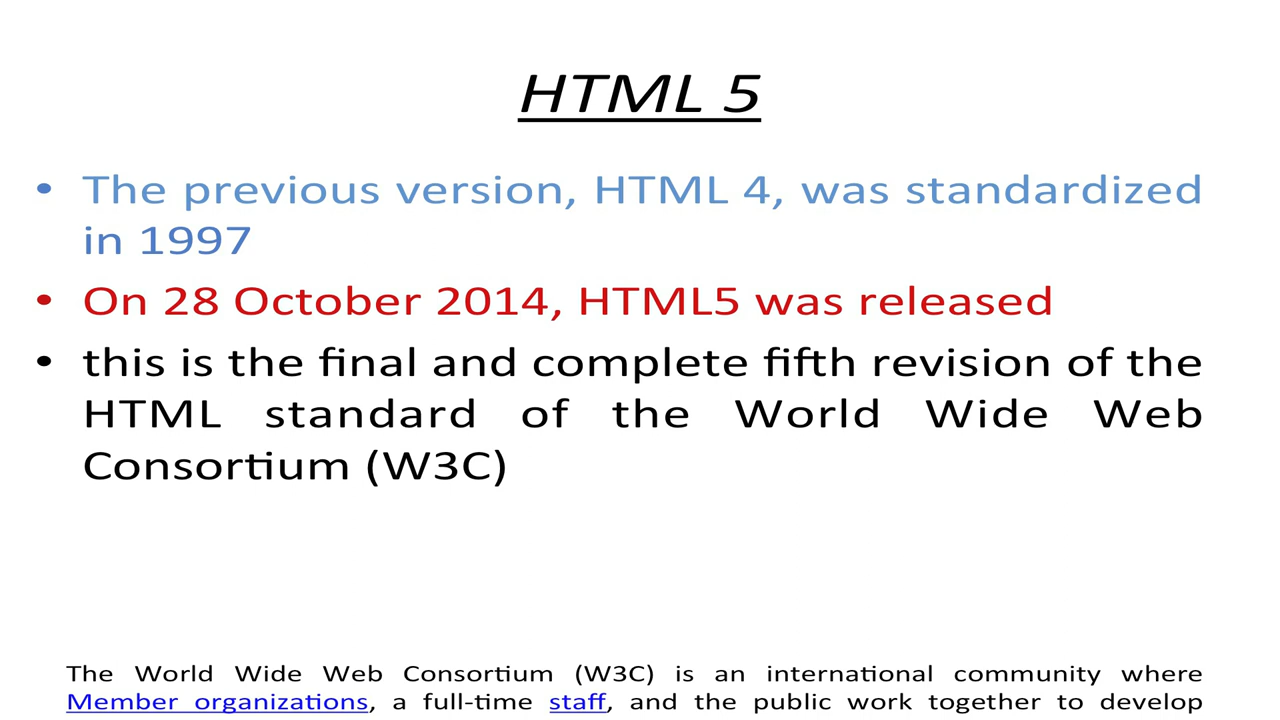 HTML 5
• The previous version, HTML 4, was standardized
in 1997
• On 28 October 2014, HTML5 was released
• this is the final and complete fifth revision of the
HTML standard of the World Wide Web
Consortium (W3C)
The World Wide Web Consortium (W3C) is an international community where
Member organizations, a full-time staff, and the public work together to develop